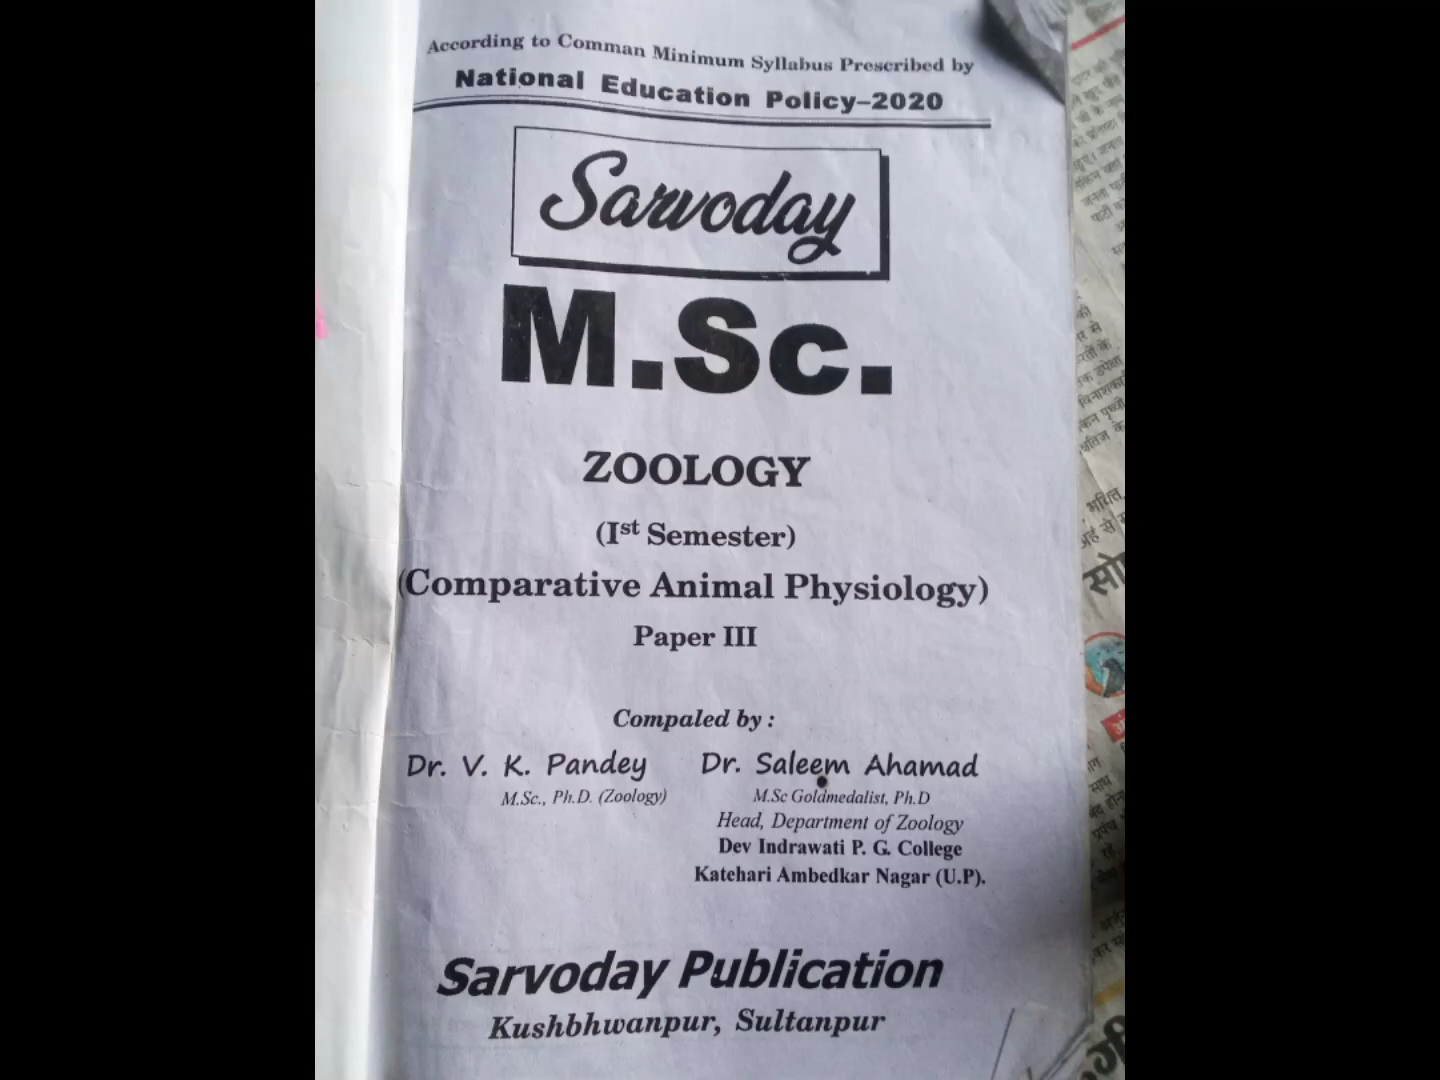 According to Comman Minimum Syllabus Prescribed by
National Education Policy–2020
Sarvoday
M.Sc.
ZOOLOGY
(Ist Semester)
(Comparative Animal Physiology)
Paper III
Compaled by :
Dr. V. K. Pandey
M.Sc., Ph.D. (Zoology)
Dr. Saleem Ahamad
M.Sc Goldmedalist, Ph.D
Head, Department of Zoology
Dev Indrawati P. G. College
Katehari Ambedkar Nagar (U.P).
Sarvoday Publication
Kushbhwanpur, Sultanpur